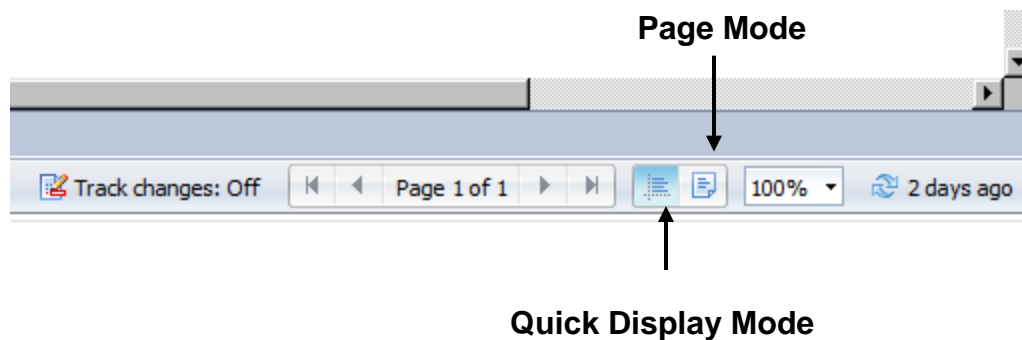 Page Mode
Track changes: Off Page 1 of 1 100% 2 days ago
Quick Display Mode